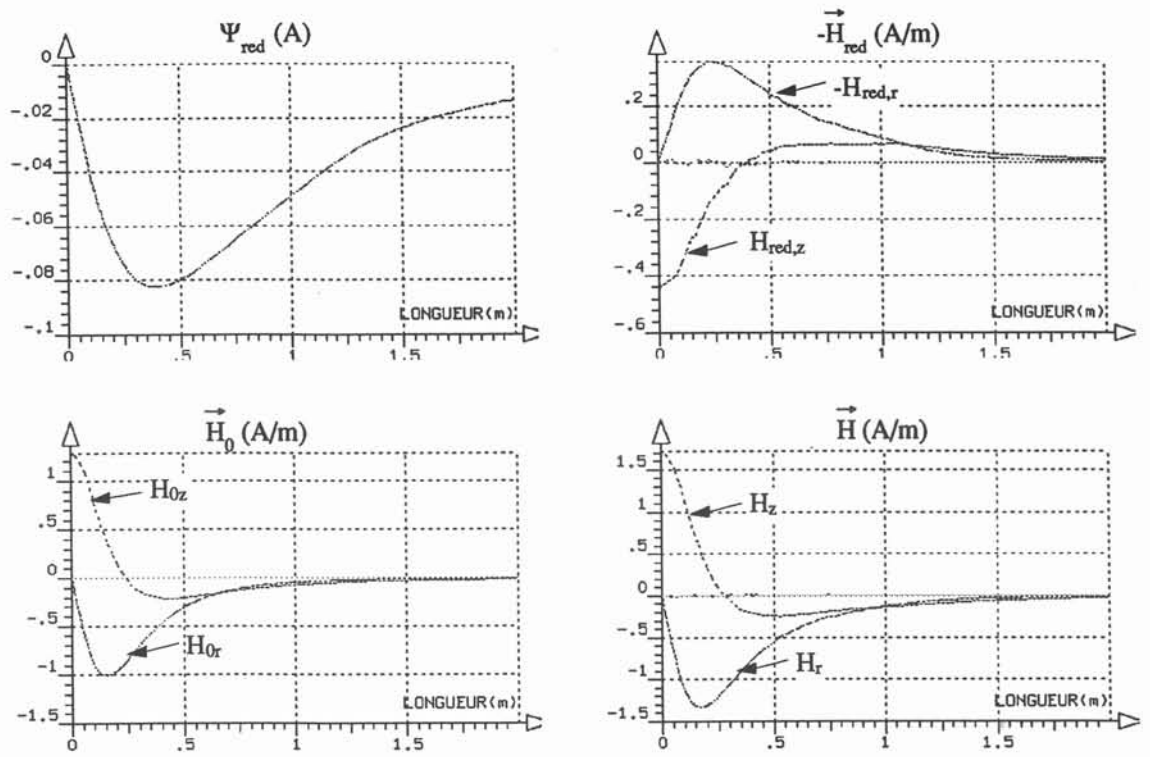 Ψred (A)
0
-.02
-.04
-.06
-.08
-.1
LONGUEUR(m)
0
.5
1
1.5
-Hred (A/m)
.2
0
-.2
-.4
-.6
-Hred,r
Hred,z
LONGUEUR(m)
0
.5
1
1.5
H0 (A/m)
1
.5
0
-.5
-1
-1.5
H0z
H0r
LONGUEUR(m)
0
.5
1
1.5
H (A/m)
1.5
1
.5
0
-0.5
-1
-1.5
Hz
Hr
LONGUEUR(m)
0
.5
1
1.5